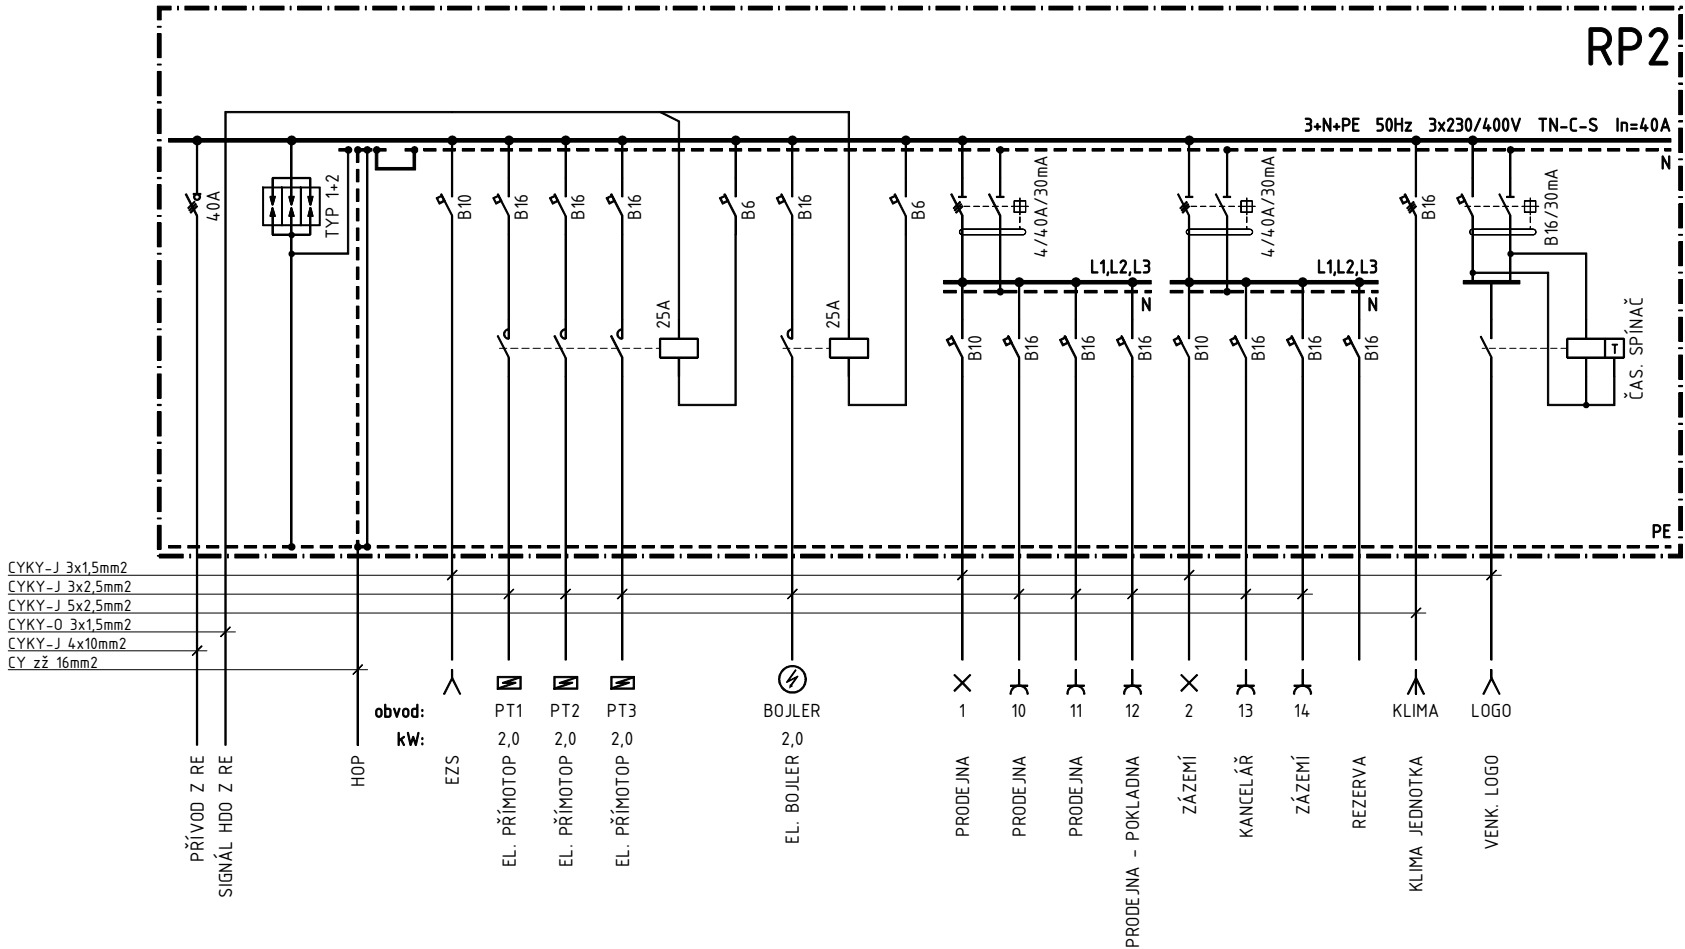 RP2
3+N+PE 50Hz 3x230/400V TN-C-S In=40A
N
40A
TYP 1+2
B10
B16
B16
B16
B6
B16
B6
4/40A/30mA
4/40A/30mA
B16
B16/30mA
25A
25A
L1,L2,L3
N
L1,L2,L3
N
B10
B16
B16
B16
B10
B16
B16
B16
T
ČAS. SPÍNAČ
PE
CYKY-J 3x1,5mm2
CYKY-J 3x2,5mm2
CYKY-J 5x2,5mm2
CYKY-O 3x1,5mm2
CYKY-J 4x10mm2
CY zž 16mm2
obvod: PT1 PT2 PT3 BOJLER 1 10 11 12 2 13 14 KLIMA LOGO
kW: 2,0 2,0 2,0 2,0
PŘÍVOD Z RE
SIGNÁL HDO Z RE
HOP
EZS
EL. PŘÍMOTOP
EL. PŘÍMOTOP
EL. PŘÍMOTOP
EL. BOJLER
PRODEJNA
PRODEJNA
PRODEJNA
PRODEJNA - POKLADNA
ZÁZEMÍ
KANCELÁŘ
ZÁZEMÍ
REZERVA
KLIMA JEDNOTKA
VENK. LOGO